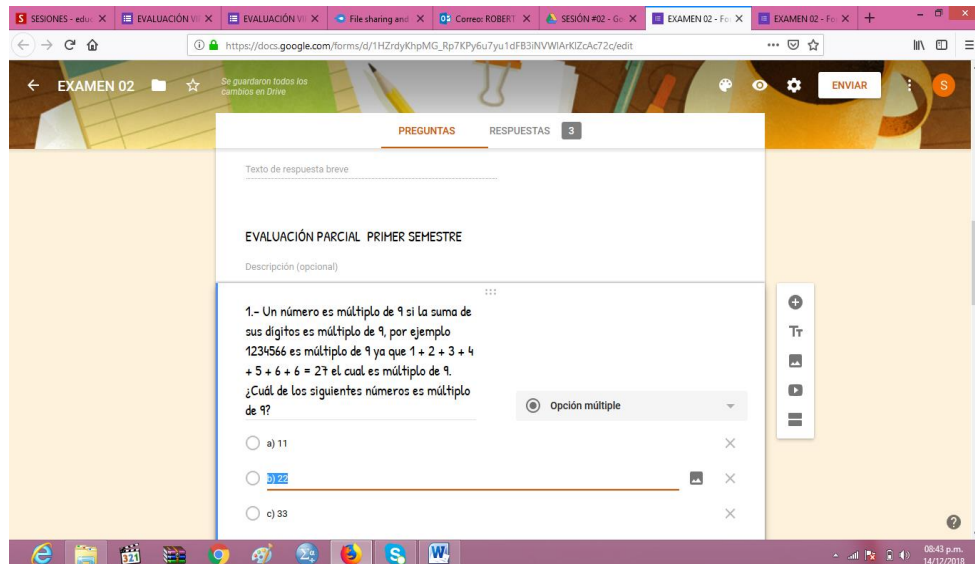 SESIONES - educ
EVALUACIÓN VII
EVALUACIÓN VII
File sharing and
Correo: ROBERT
SESIÓN #02 - Go
EXAMEN 02 - Fo
EXAMEN 02 - Fo
https://docs.google.com/forms/d/1HZrdyKhpMG_Rp7KPy6u7yu1dFB3iNVWlArKlZcAc72c/edit
EXAMEN 02
Se guardaron todos los
cambios en Drive
ENVIAR
S
PREGUNTAS RESPUESTAS 3
Texto de respuesta breve
EVALUACIÓN PARCIAL PRIMER SEMESTRE
Descripción (opcional)
1.- Un número es múltiplo de 9 si la suma de
sus dígitos es múltiplo de 9, por ejemplo
1234566 es múltiplo de 9 ya que 1 + 2 + 3 + 4
+ 5 + 6 + 6 = 27 el cual es múltiplo de 9.
¿Cuál de los siguientes números es múltiplo
de 9?
Opción múltiple
a) 11
b) 22
c) 33
08:43 p.m.
14/12/2018